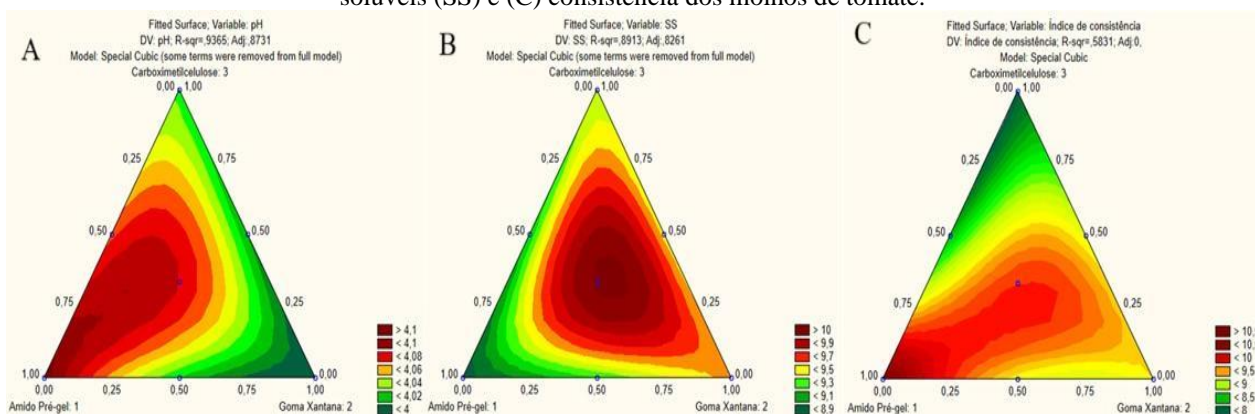 solúveis (SS) e (C) consistência dos molhos de tomate.
A
Fitted Surface; Variable: pH
DV: pH; R-sqr=,9365; Adj:,8731
Model: Special Cubic (some terms were removed from full model)
Carboximetilcelulose: 3
0,00 1,00
0,25 0,75
0,50 0,50
0,75 0,25
1,00 0,00
0,00 0,25 0,50 0,75 1,00
Amido Pré-gel: 1 Goma Xantana: 2
> 4,1
< 4,1
< 4,08
< 4,06
< 4,04
< 4,02
< 4
B
Fitted Surface; Variable: SS
DV: SS; R-sqr=,8913; Adj:,8261
Model: Special Cubic (some terms were removed from full model)
Carboximetilcelulose: 3
0,00 1,00
0,25 0,75
0,50 0,50
0,75 0,25
1,00 0,00
0,00 0,25 0,50 0,75 1,00
Amido Pré-gel: 1 Goma Xantana: 2
> 10
< 9.9
< 9.7
< 9.5
< 9.3
< 9.1
< 8.9
C
Fitted Surface; Variable: Índice de consistência
DV: Índice de consistência; R-sqr=,5831; Adj:0,
Model: Special Cubic
Carboximetilcelulose: 3
0,00 1,00
0,25 0,75
0,50 0,50
0,75 0,25
1,00 0,00
0,00 0,25 0,50 0,75 1,00
Amido Pré-gel: 1 Goma Xantana: 2
> 10,
< 10,
< 10
< 9,5
< 9
< 8,5